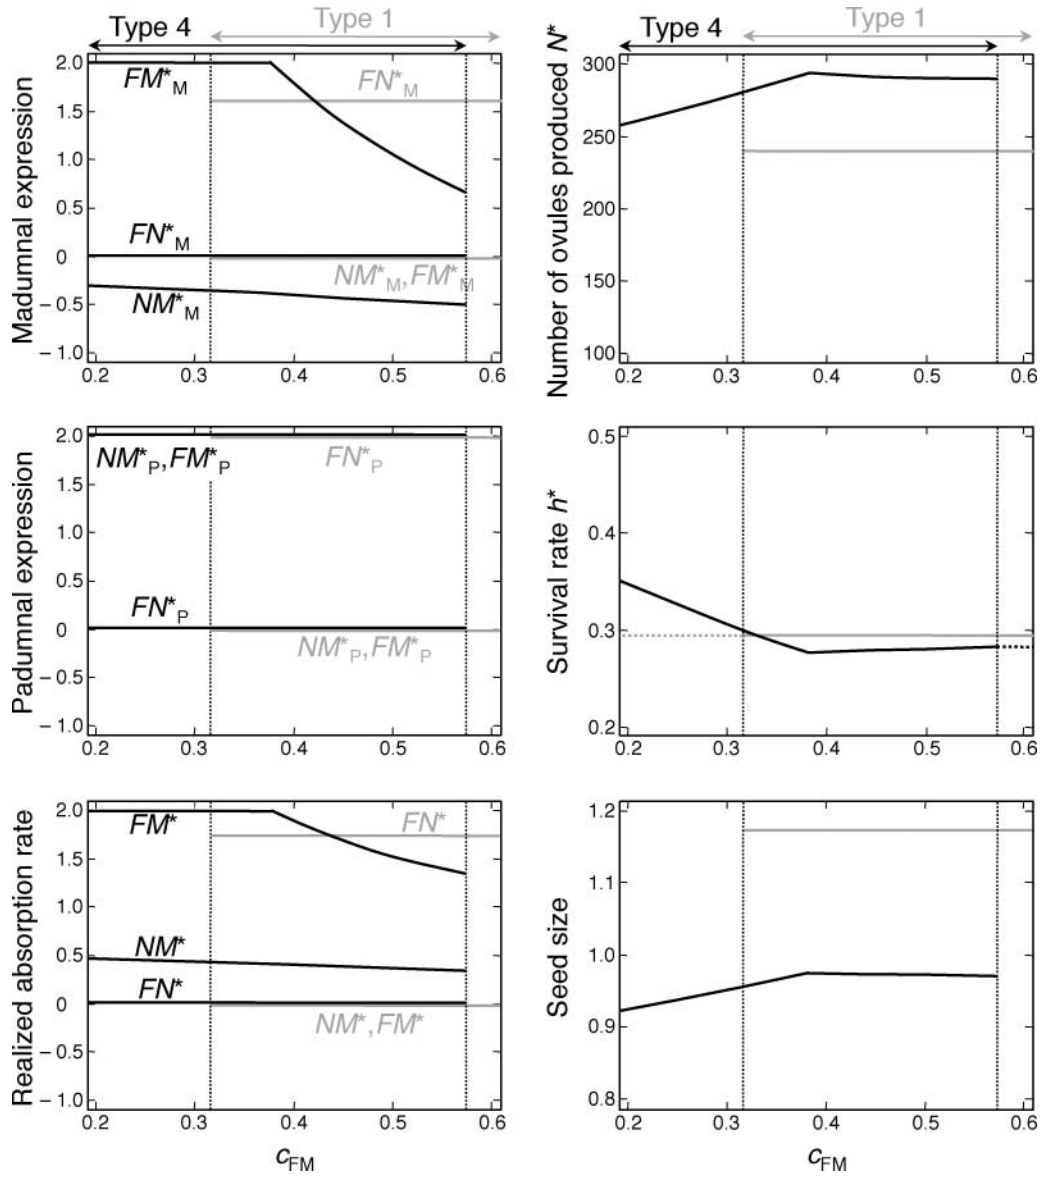 Type 4
Type 1
Madumnal expression
2.0
1.5
1.0
0.5
0
– 0.5
– 1.0
FM*M
FN*M
FN*M
NM*M, FM*M
NM*M
0.2 0.3 0.4 0.5 0.6
Type 4
Type 1
Number of ovules produced N*
300
250
200
150
100
0.2 0.3 0.4 0.5 0.6
Padumnal expression
2.0
1.5
1.0
0.5
0
– 0.5
– 1.0
NM*P, FM*P
FN*P
FN*P
NM*P, FM*P
0.2 0.3 0.4 0.5 0.6
Survival rate h*
0.5
0.4
0.3
0.2
0.2 0.3 0.4 0.5 0.6
Realized absorption rate
2.0
1.5
1.0
0.5
0
– 0.5
– 1.0
FM*
FN*
NM*
FN*
NM*, FM*
0.2 0.3 0.4 0.5 0.6
cFM
Seed size
1.2
1.1
1.0
0.9
0.8
0.2 0.3 0.4 0.5 0.6
cFM